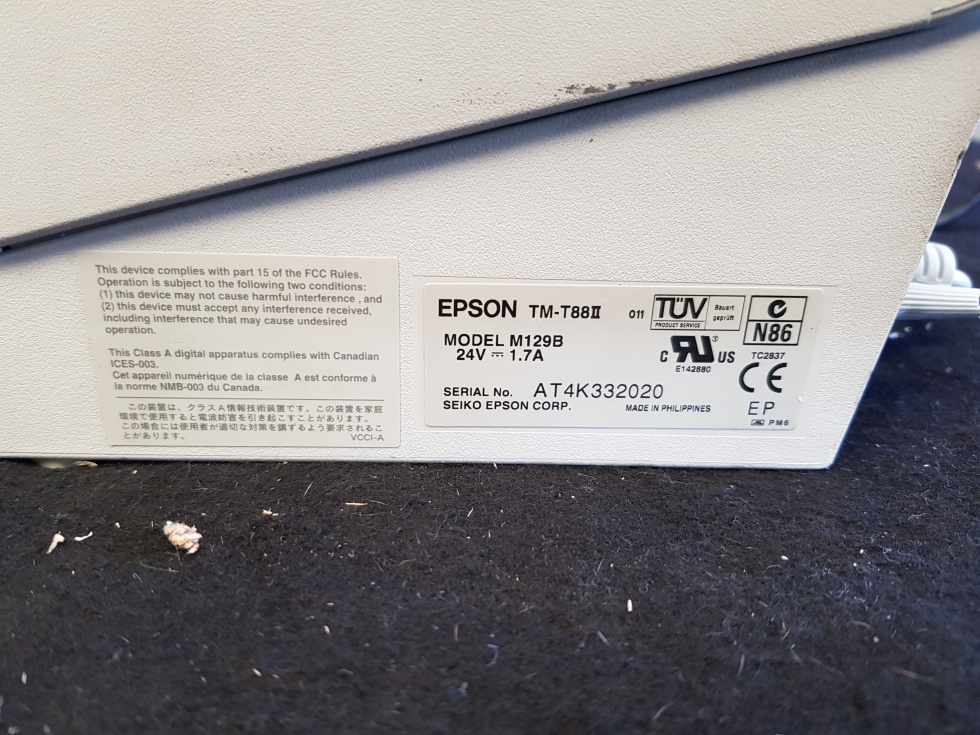 This device complies with part 15 of the FCC Rules.
Operation is subject to the following two conditions:
(1) this device may not cause harmful interference , and
(2) this device must accept any interference received,
including interference that may cause undesired
operation.
This Class A digital apparatus complies with Canadian
ICES-003.
Cet appareil numérique de la classe A est conforme à
la norme NMB-003 du Canada.
この装置は、クラスA情報技術装置です。この装置を家庭
環境で使用すると電波妨害を引き起こすことがあります。
この場合には使用者が適切な対策を講ずるよう要求されるこ
とがあります。
VCCI-A
EPSON TM-T88II 011
TÜV
PRODUCT SERVICE
Bauart
geprüft
N86
MODEL M129B
24V ⎓ 1.7A
C RU ® US
E142680
TC2837
CE
SERIAL No. AT4K332020
SEIKO EPSON CORP. MADE IN PHILIPPINES
EP
PM6